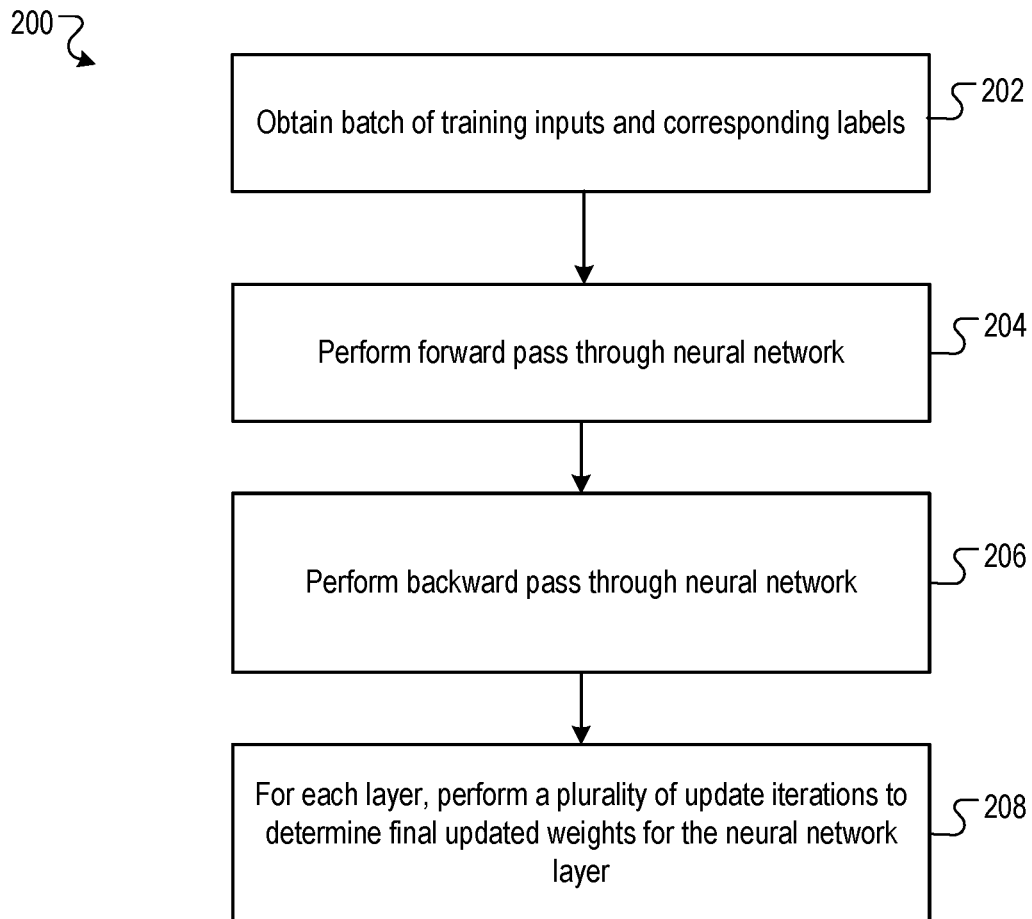 200
Obtain batch of training inputs and corresponding labels
202
Perform forward pass through neural network
204
Perform backward pass through neural network
206
For each layer, perform a plurality of update iterations to
determine final updated weights for the neural network
layer
208